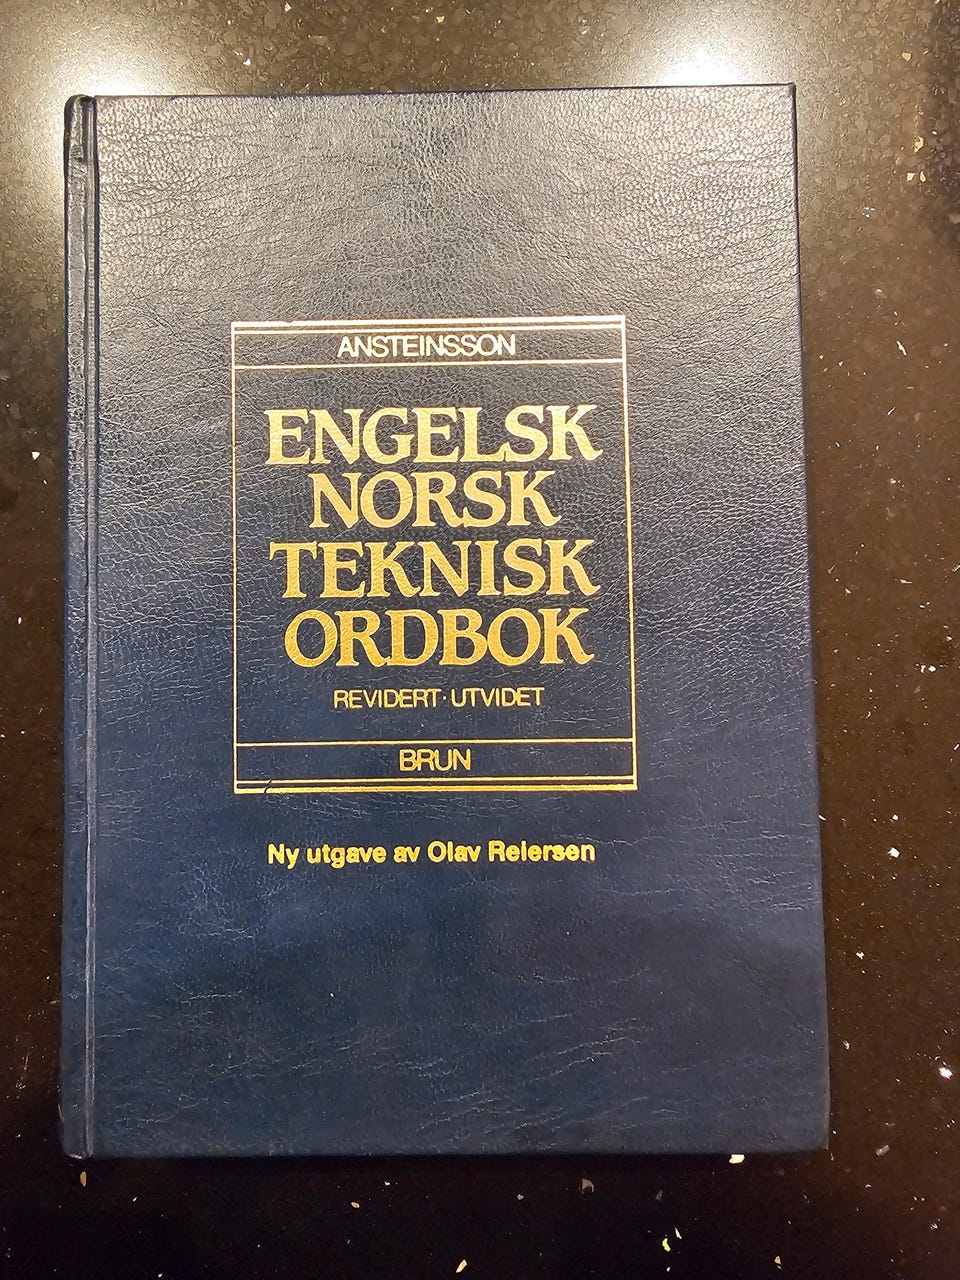 ANSTEINSSON
ENGELSK
NORSK
TEKNISK
ORDBOK
REVIDERT · UTVIDET
BRUN
Ny utgave av Olav Reiersen